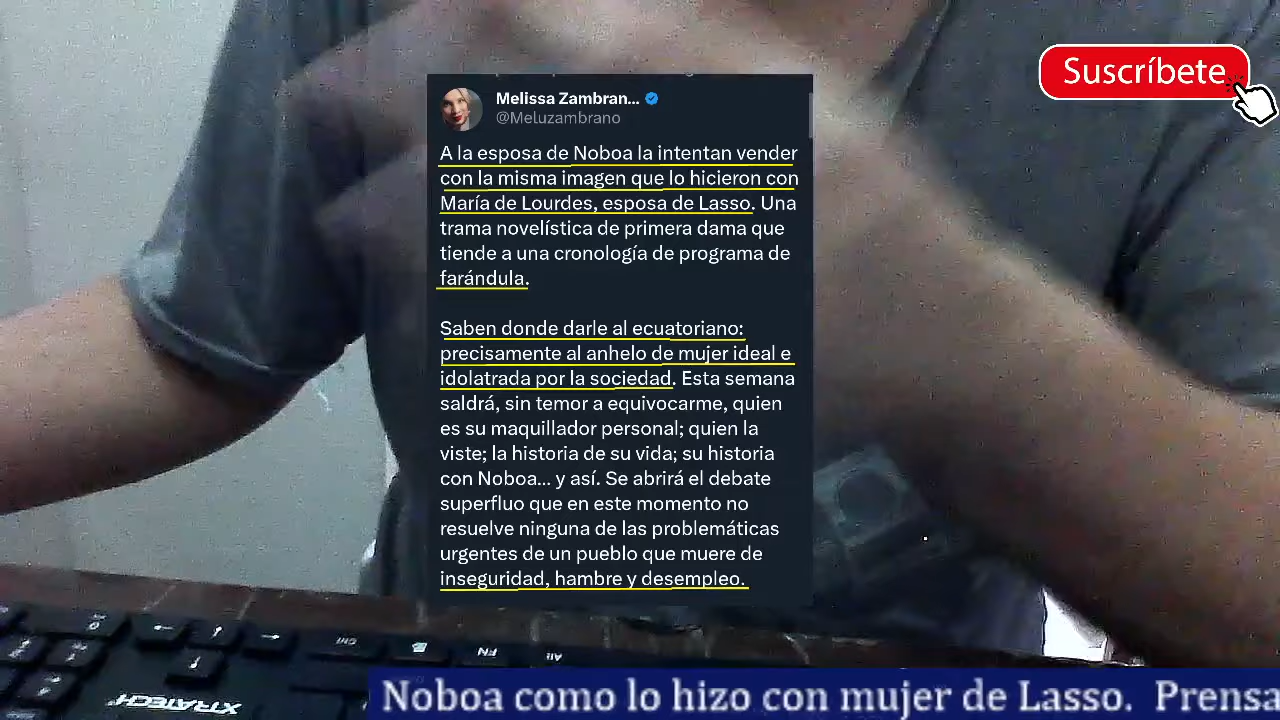 Suscríbete
Melissa Zambran...
@Meluzambrano
A la esposa de Noboa la intentan vender
con la misma imagen que lo hicieron con
María de Lourdes, esposa de Lasso. Una
trama novelística de primera dama que
tiende a una cronología de programa de
farándula.
Saben donde darle al ecuatoriano:
precisamente al anhelo de mujer ideal e
idolatrada por la sociedad. Esta semana
saldrá, sin temor a equivocarme, quien
es su maquillador personal; quien la
viste; la historia de su vida; su historia
con Noboa... y así. Se abrirá el debate
superfluo que en este momento no
resuelve ninguna de las problemáticas
urgentes de un pueblo que muere de
inseguridad, hambre y desempleo.
Ctrl
FN
Alt
XTRATECH
Noboa como lo hizo con mujer de Lasso. Prensa